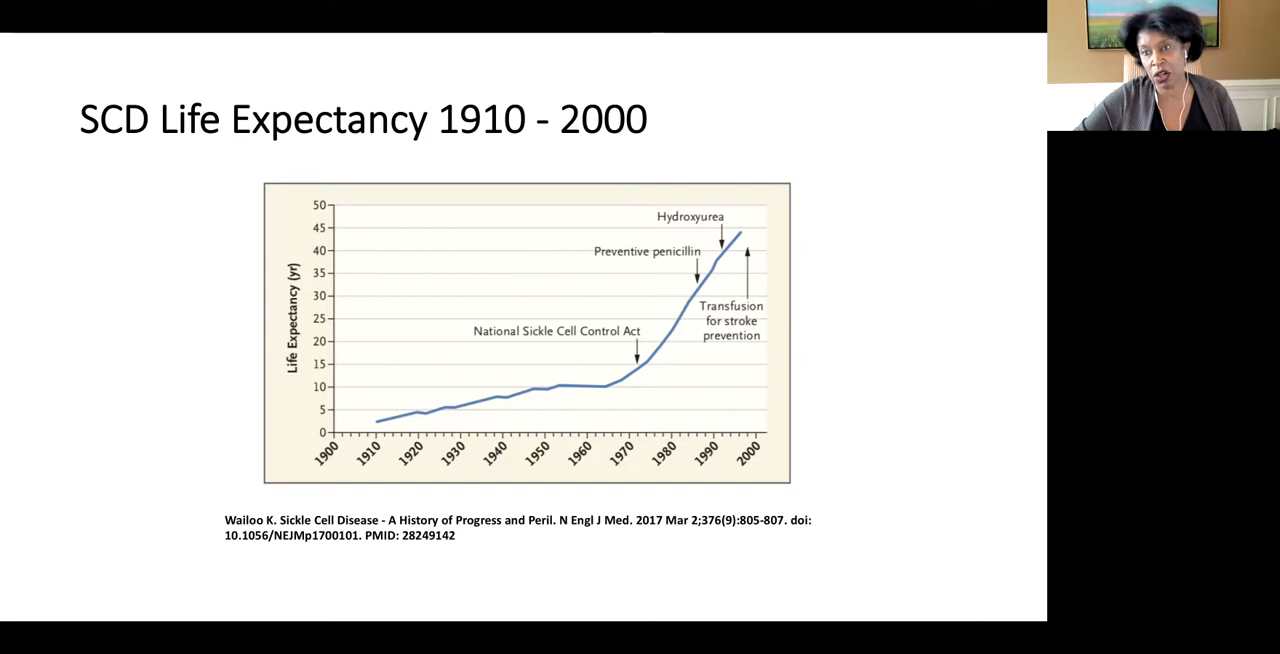 SCD Life Expectancy 1910 - 2000
Life Expectancy (yr)
50
45
40
35
30
25
20
15
10
5
0
1900
1910
1920
1930
1940
1950
1960
1970
1980
1990
2000
Hydroxyurea
Preventive penicillin
Transfusion
for stroke
prevention
National Sickle Cell Control Act
Wailoo K. Sickle Cell Disease - A History of Progress and Peril. N Engl J Med. 2017 Mar 2;376(9):805-807. doi:
10.1056/NEJMp1700101. PMID: 28249142